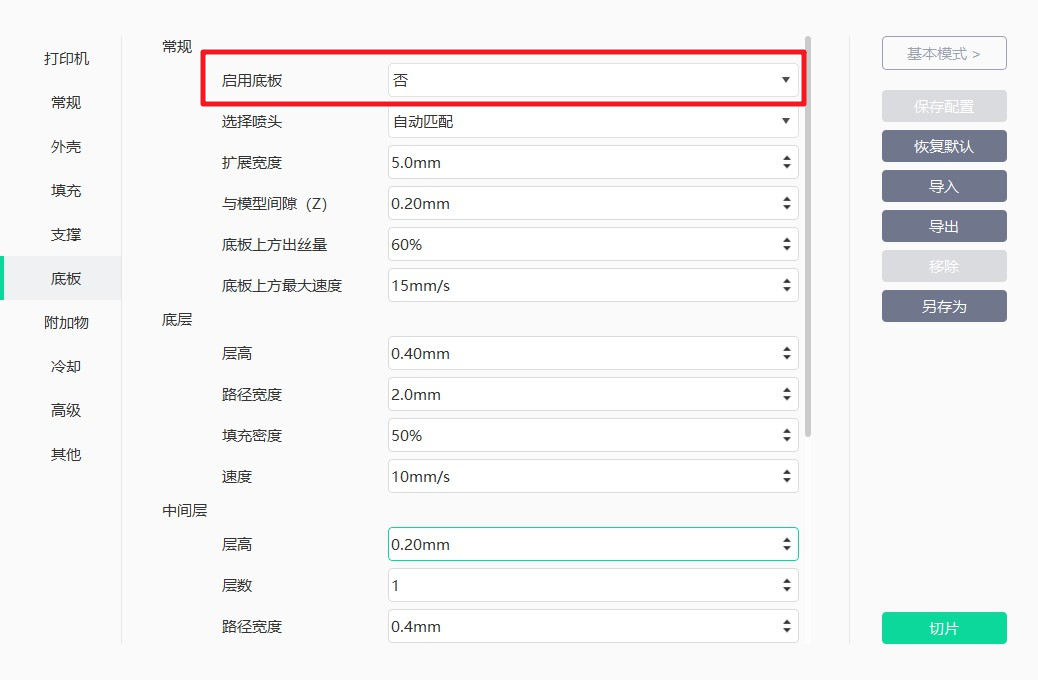 打印机
常规
外壳
填充
支撑
底板
附加物
冷却
高级
其他
常规
启用底板 否
选择喷头 自动匹配
扩展宽度 5.0mm
与模型间隙（Z） 0.20mm
底板上方出丝量 60%
底板上方最大速度 15mm/s
底层
层高 0.40mm
路径宽度 2.0mm
填充密度 50%
速度 10mm/s
中间层
层高 0.20mm
层数 1
路径宽度 0.4mm
基本模式 >
保存配置
恢复默认
导入
导出
移除
另存为
切片